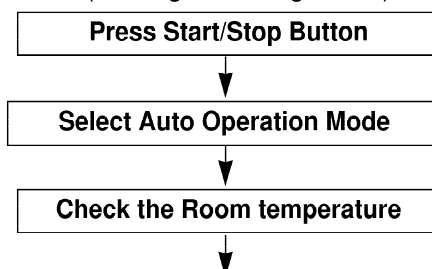 Press Start/Stop Button
Select Auto Operation Mode
Check the Room temperature